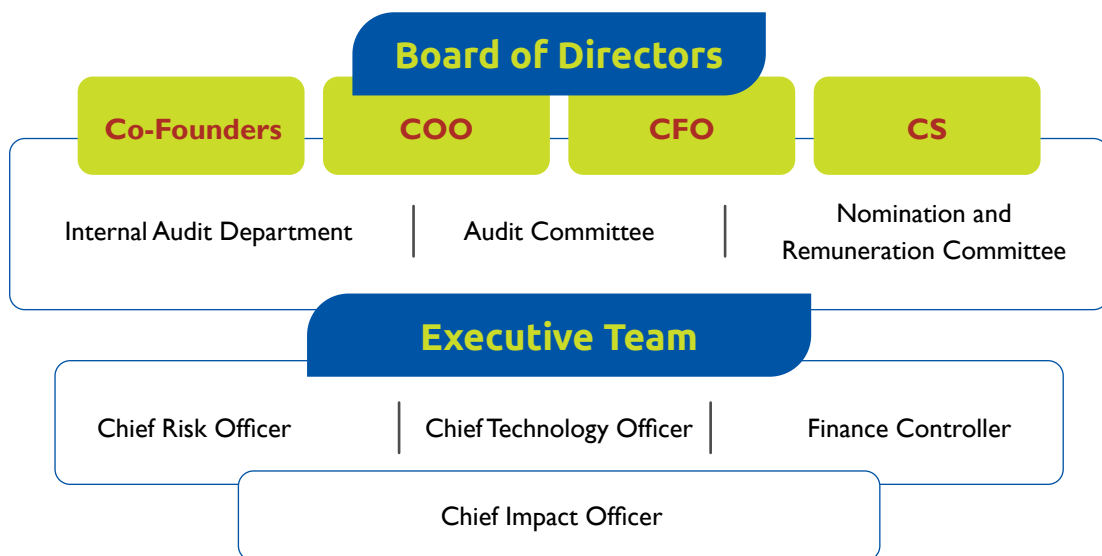 Board of Directors
Co-Founders
COO
CFO
CS
Internal Audit Department
Audit Committee
Nomination and
Remuneration Committee
Executive Team
Chief Risk Officer
Chief Technology Officer
Finance Controller
Chief Impact Officer